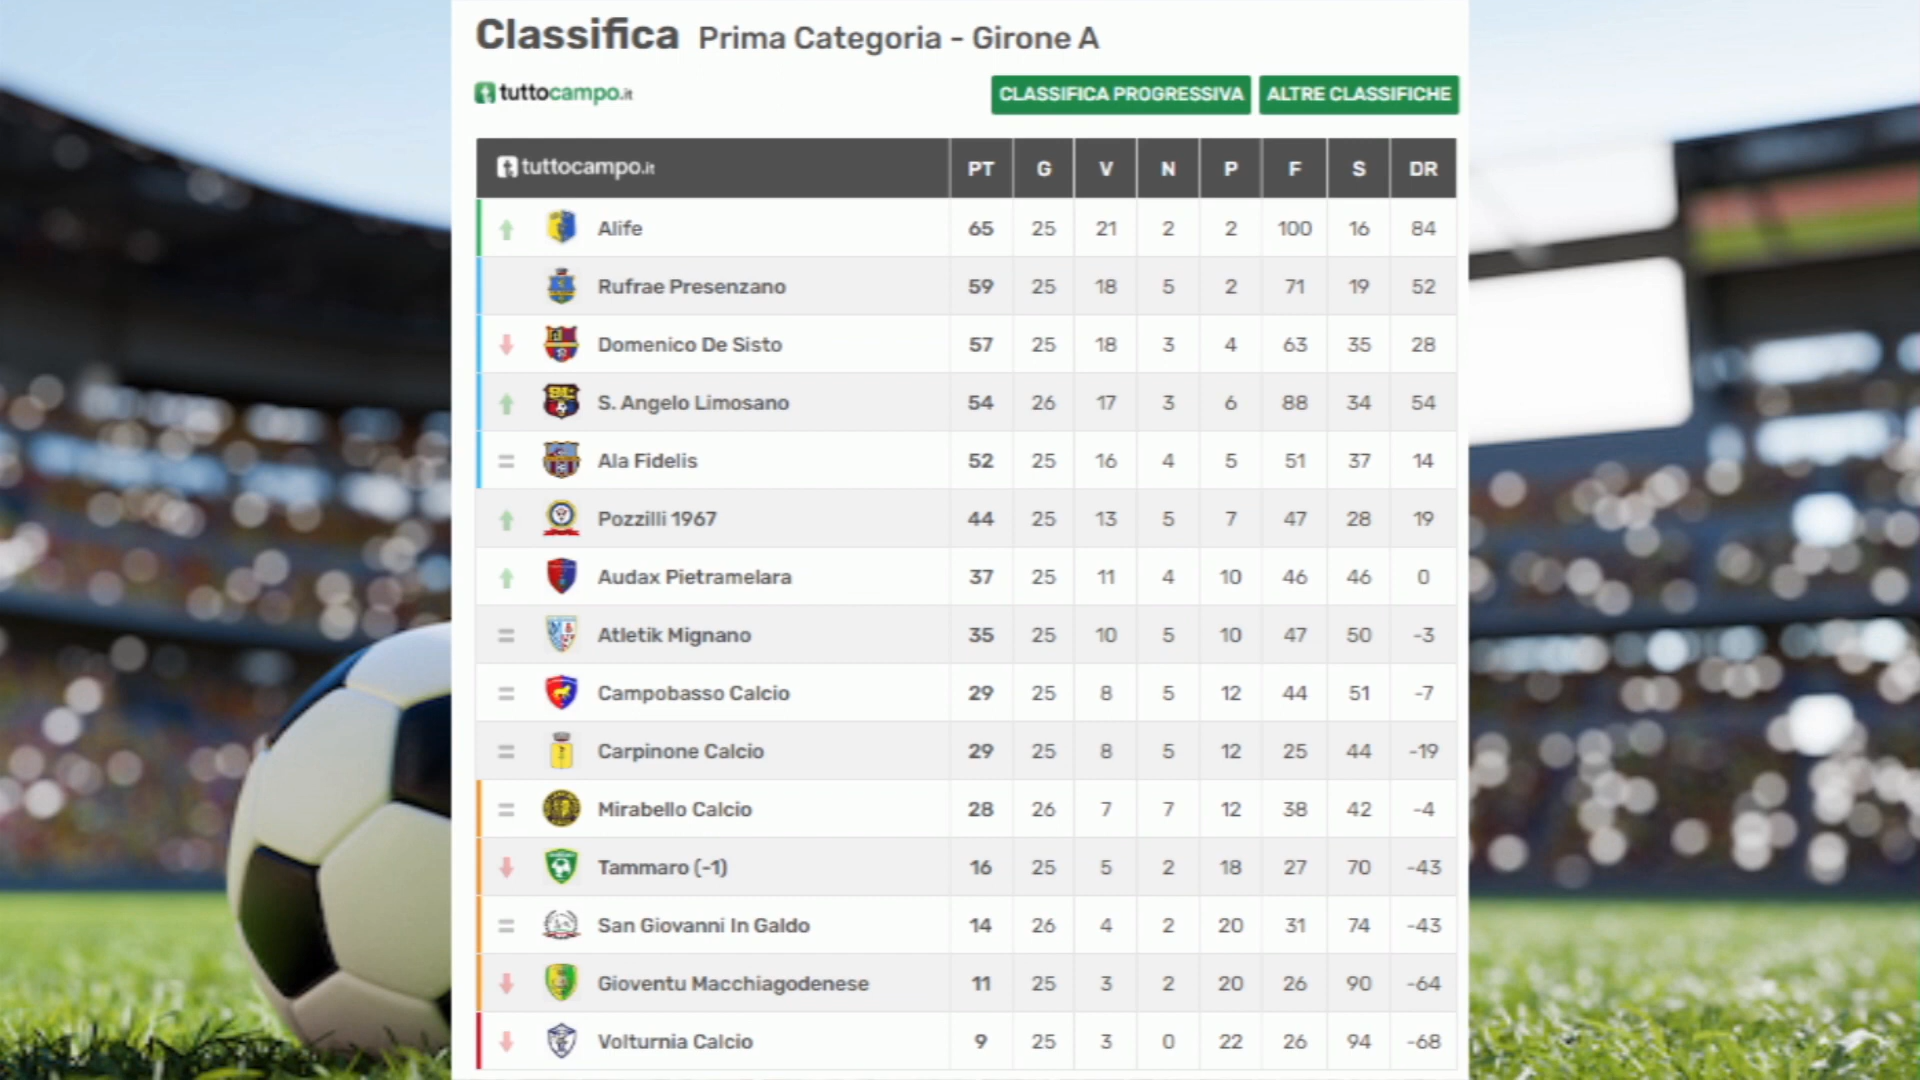 Classifica Prima Categoria - Girone A
tuttocampo.it CLASSIFICA PROGRESSIVA ALTRE CLASSIFICHE
tuttocampo.it PT G V N P F S DR
Alife 65 25 21 2 2 100 16 84
Rufrae Presenzano 59 25 18 5 2 71 19 52
Domenico De Sisto 57 25 18 3 4 63 35 28
S. Angelo Limosano 54 26 17 3 6 88 34 54
Ala Fidelis 52 25 16 4 5 51 37 14
Pozzilli 1967 44 25 13 5 7 47 28 19
Audax Pietramelara 37 25 11 4 10 46 46 0
Atletik Mignano 35 25 10 5 10 47 50 -3
Campobasso Calcio 29 25 8 5 12 44 51 -7
Carpinone Calcio 29 25 8 5 12 25 44 -19
Mirabello Calcio 28 26 7 7 12 38 42 -4
Tammaro (-1) 16 25 5 2 18 27 70 -43
San Giovanni In Galdo 14 26 4 2 20 31 74 -43
Gioventu Macchiagodenese 11 25 3 2 20 26 90 -64
Volturnia Calcio 9 25 3 0 22 26 94 -68